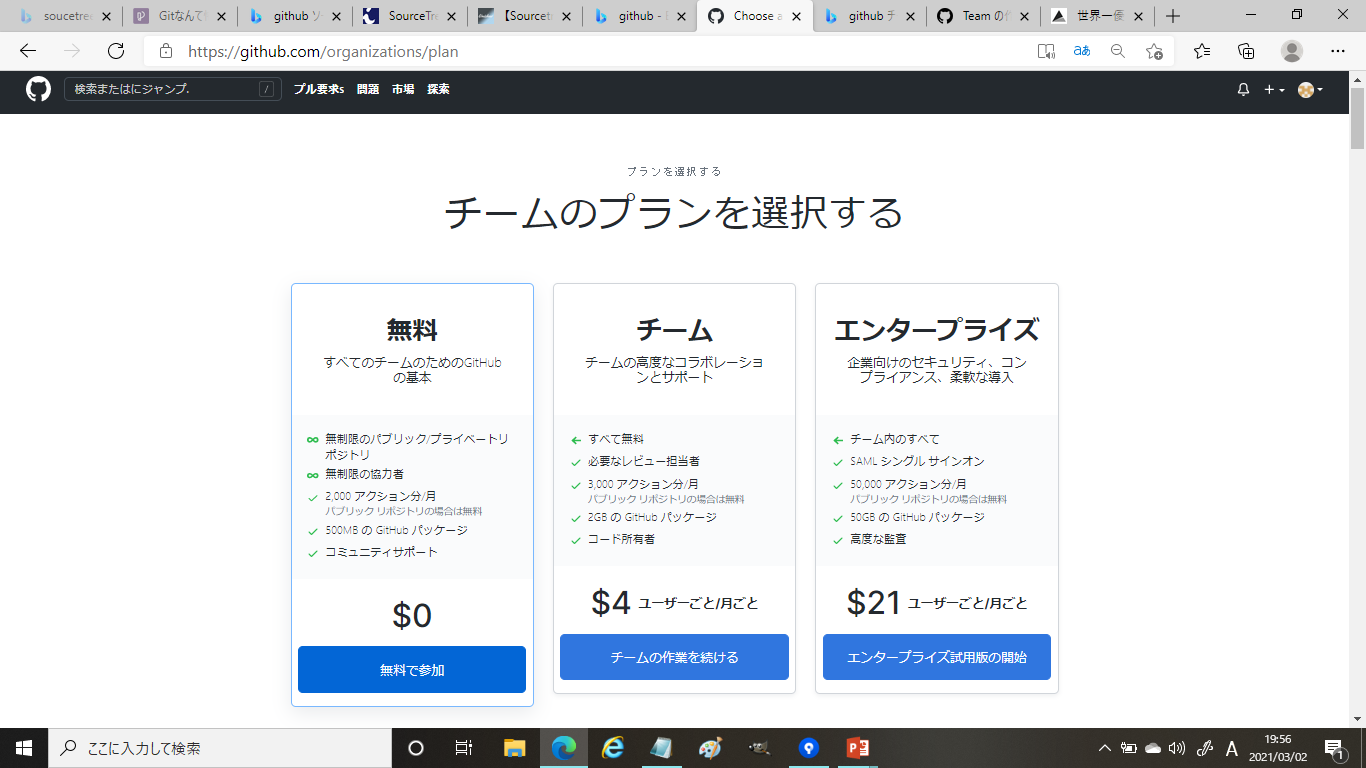 soucetree
Gitなんて
github ソ
SourceTre
【Sourcet
github -
Choose a
github チ
Team の
世界一優
https://github.com/organizations/plan
検索またはにジャンプ.
/
プル要求s 問題 市場 探索
プランを選択する
チームのプランを選択する
無料
すべてのチームのためのGitHub
の基本
無制限のパブリック/プライベートリ
ポジトリ
無制限の協力者
2,000 アクション分/月
パブリック リポジトリの場合は無料
500MB の GitHub パッケージ
コミュニティサポート
$0
無料で参加
チーム
チームの高度なコラボレーショ
ンとサポート
すべて無料
必要なレビュー担当者
3,000 アクション分/月
パブリック リポジトリの場合は無料
2GB の GitHub パッケージ
コード所有者
$4 ユーザーごと/月ごと
チームの作業を続ける
エンタープライズ
企業向けのセキュリティ、コン
プライアンス、柔軟な導入
チーム内のすべて
SAML シングル サインオン
50,000 アクション分/月
パブリック リポジトリの場合は無料
50GB の GitHub パッケージ
高度な監査
$21 ユーザーごと/月ごと
エンタープライズ試用版の開始
ここに入力して検索
A
19:56
2021/03/02
1